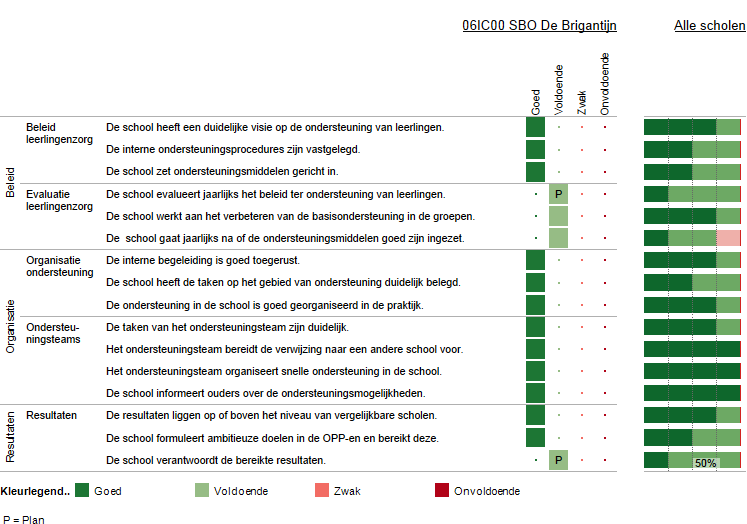 06IC00 SBO De Brigantijn
Alle scholen
Goed
Voldoende
Zwak
Onvoldoende
Beleid
Beleid
leerlingenzorg
De school heeft een duidelijke visie op de ondersteuning van leerlingen.
De interne ondersteuningsprocedures zijn vastgelegd.
De school zet ondersteuningsmiddelen gericht in.
Evaluatie
leerlingenzorg
De school evalueert jaarlijks het beleid ter ondersteuning van leerlingen.
P
De school werkt aan het verbeteren van de basisondersteuning in de groepen.
De  school gaat jaarlijks na of de ondersteuningsmiddelen goed zijn ingezet.
Organisatie
Organisatie
ondersteuning
De interne begeleiding is goed toegerust.
De school heeft de taken op het gebied van ondersteuning duidelijk belegd.
De ondersteuning in de school is goed georganiseerd in de praktijk.
Ondersteu-
ningsteams
De taken van het ondersteuningsteam zijn duidelijk.
Het ondersteuningsteam bereidt de verwijzing naar een andere school voor.
Het ondersteuningsteam organiseert snelle ondersteuning in de school.
De school informeert ouders over de ondersteuningsmogelijkheden.
Resultaten
Resultaten
De resultaten liggen op of boven het niveau van vergelijkbare scholen.
De school formuleert ambitieuze doelen in de OPP-en en bereikt deze.
De school verantwoordt de bereikte resultaten.
P
50%
Kleurlegend..
Goed
Voldoende
Zwak
Onvoldoende
P = Plan